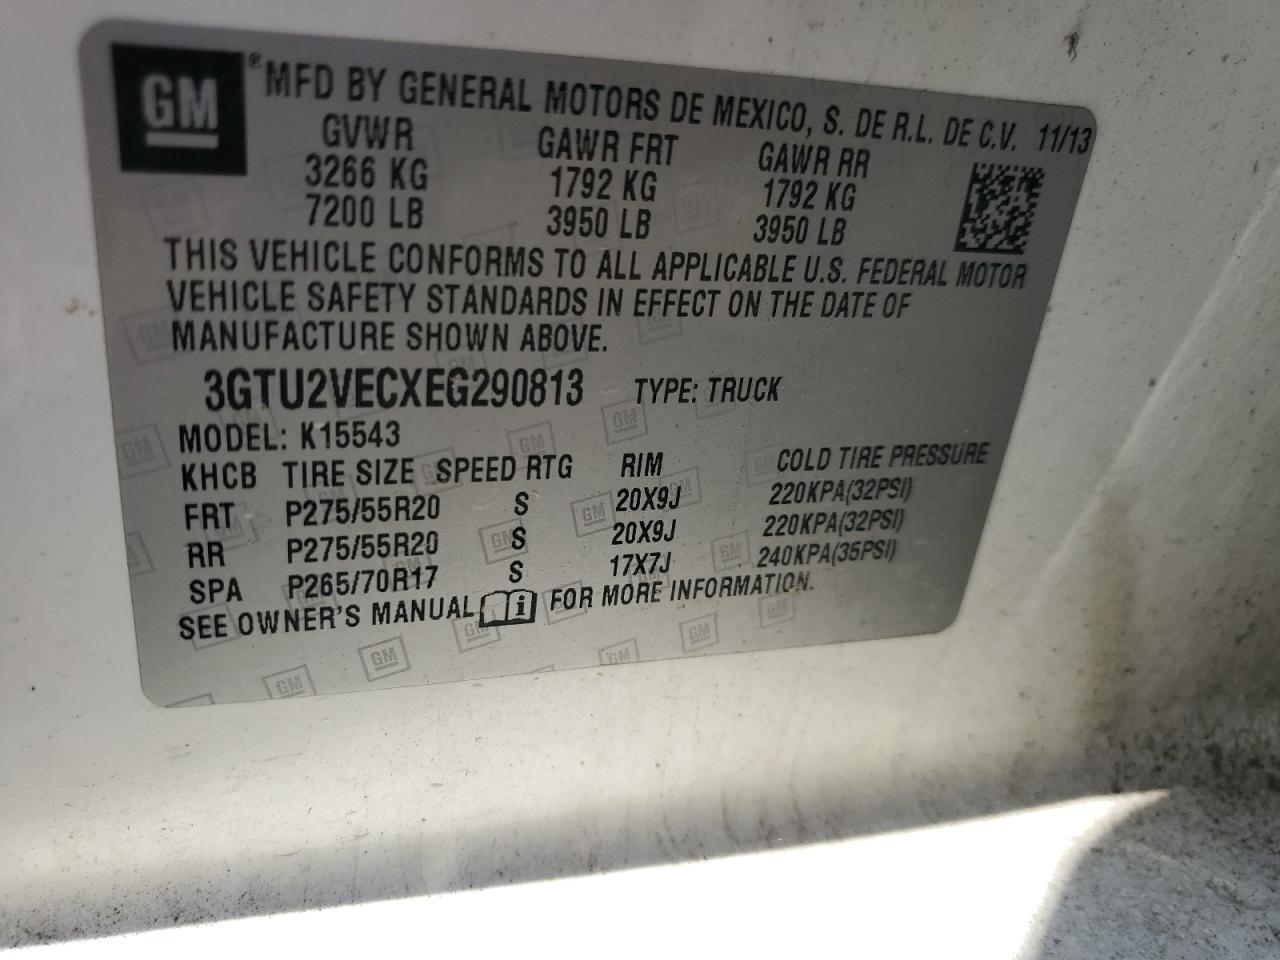 GM ® MFD BY GENERAL MOTORS DE MEXICO, S. DE R.L. DE C.V. 11/13
GVWR GAWR FRT GAWR RR
3266 KG 1792 KG 1792 KG
7200 LB 3950 LB 3950 LB
THIS VEHICLE CONFORMS TO ALL APPLICABLE U.S. FEDERAL MOTOR
VEHICLE SAFETY STANDARDS IN EFFECT ON THE DATE OF
MANUFACTURE SHOWN ABOVE.
3GTU2VECXEG290813 TYPE: TRUCK
MODEL: K15543
KHCB TIRE SIZE SPEED RTG RIM COLD TIRE PRESSURE
FRT P275/55R20 S 20X9J 220KPA(32PSI)
RR P275/55R20 S 20X9J 220KPA(32PSI)
SPA P265/70R17 S 17X7J 240KPA(35PSI)
SEE OWNER'S MANUAL i FOR MORE INFORMATION.